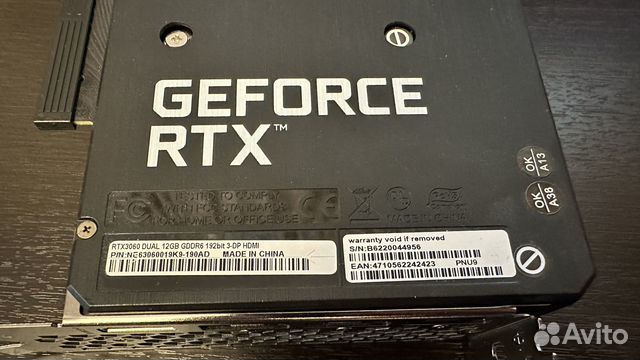 GEFORCE
RTX™
OK
A13
OK
A38
TESTED TO COMPLY
WITH FCC STANDARDS
FOR HOME OR OFFICE USE
CE
MADE IN CHINA
RTX3060 DUAL 12GB GDDR6 192bit 3-DP HDMI
P/N:NE63060019K9-190AD MADE IN CHINA
warranty void if removed
S/N:B6220044956
EAN:4710562242423 PNU9
Avito